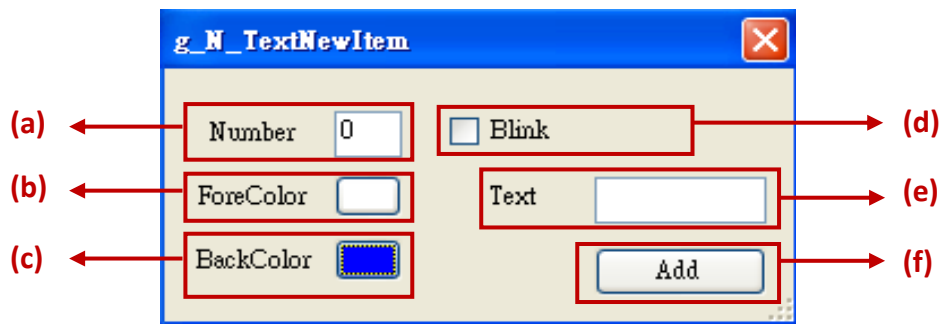 g_N_TextNewItem
(a) Number 0
Blink (d)
(b) ForeColor
Text (e)
(c) BackColor
Add (f)